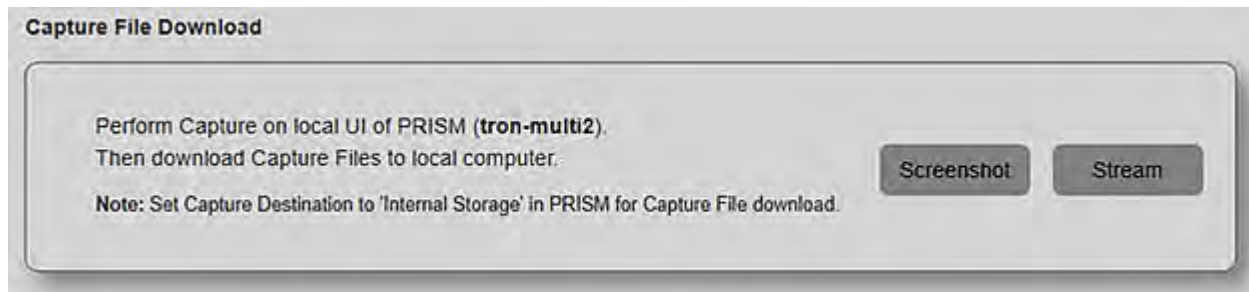 Capture File Download
Perform Capture on local UI of PRISM (tron-multi2).
Then download Capture Files to local computer.
Note: Set Capture Destination to 'Internal Storage' in PRISM for Capture File download.
Screenshot
Stream